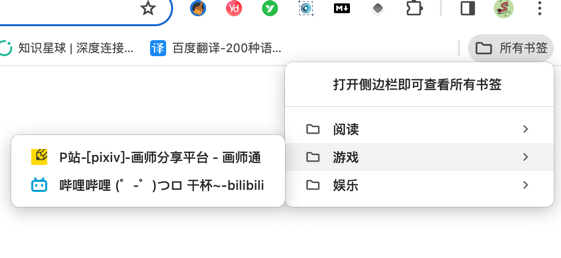 Yd
M↓
知识星球 | 深度连接...
译 百度翻译-200种语...
所有书签
打开侧边栏即可查看所有书签
阅读
游戏
娱乐
P站-[pixiv]-画师分享平台 - 画师通
哔哩哔哩 (゜-゜)つロ 干杯~-bilibili